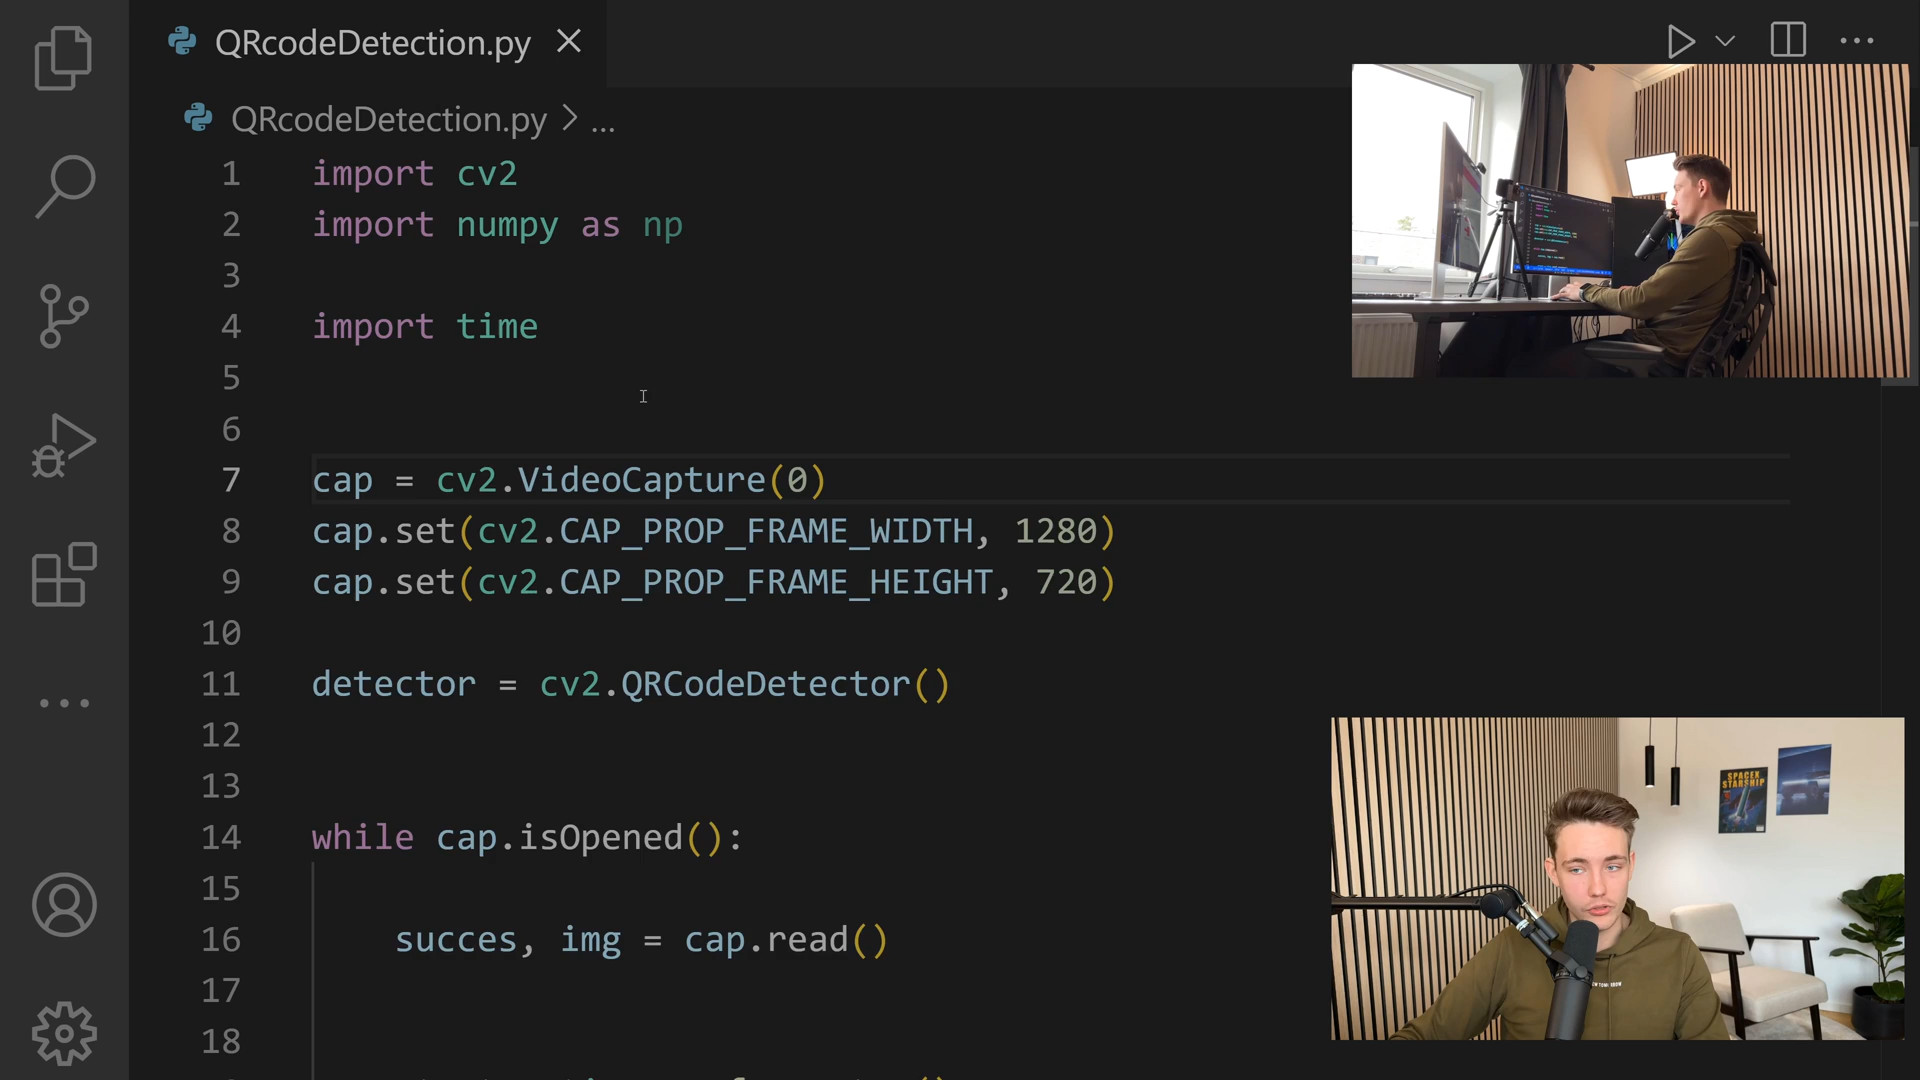 QRcodeDetection.py
QRcodeDetection.py > ...
1 import cv2
2 import numpy as np
3
4 import time
5
6
7 cap = cv2.VideoCapture(0)
8 cap.set(cv2.CAP_PROP_FRAME_WIDTH, 1280)
9 cap.set(cv2.CAP_PROP_FRAME_HEIGHT, 720)
10
11 detector = cv2.QRCodeDetector()
12
13
14 while cap.isOpened():
15
16 succes, img = cap.read()
17
18
SPACEX
STARSHIP